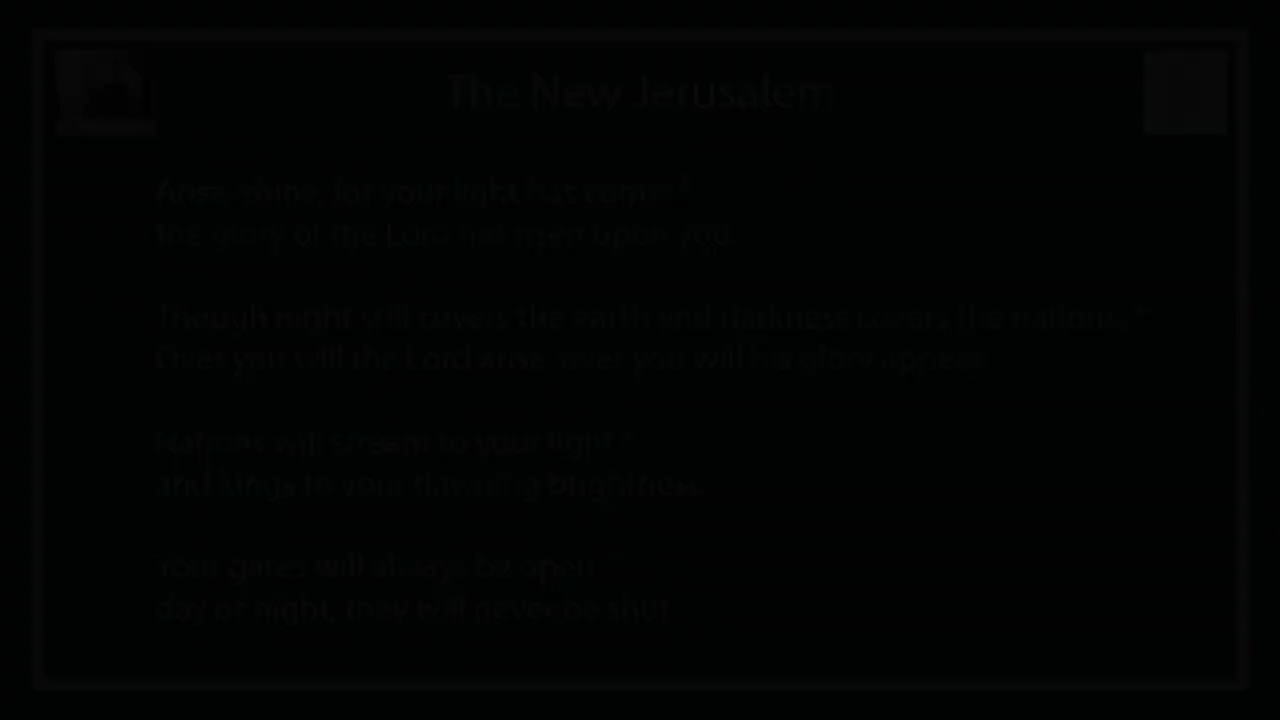 The New Jerusalem
Arise, shine, for your light has come *
the glory of the Lord has risen upon you.
Though night still covers the earth and darkness covers the nations, *
Over you will the Lord arise over you will his glory appear.
Nations will stream to your light *
and kings to your dawning brightness.
Your gates will always be open *
day or night, they will never be shut.